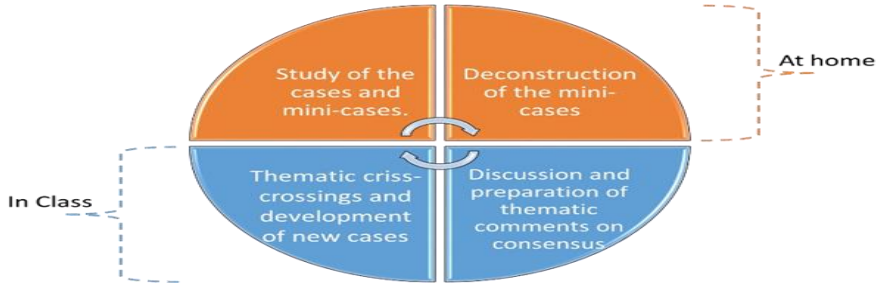 Study of the
cases and
mini-cases.
Deconstruction
of the mini-
cases
At home
In Class
Thematic criss-
crossings and
development
of new cases
Discussion and
preparation of
thematic
comments on
consensus